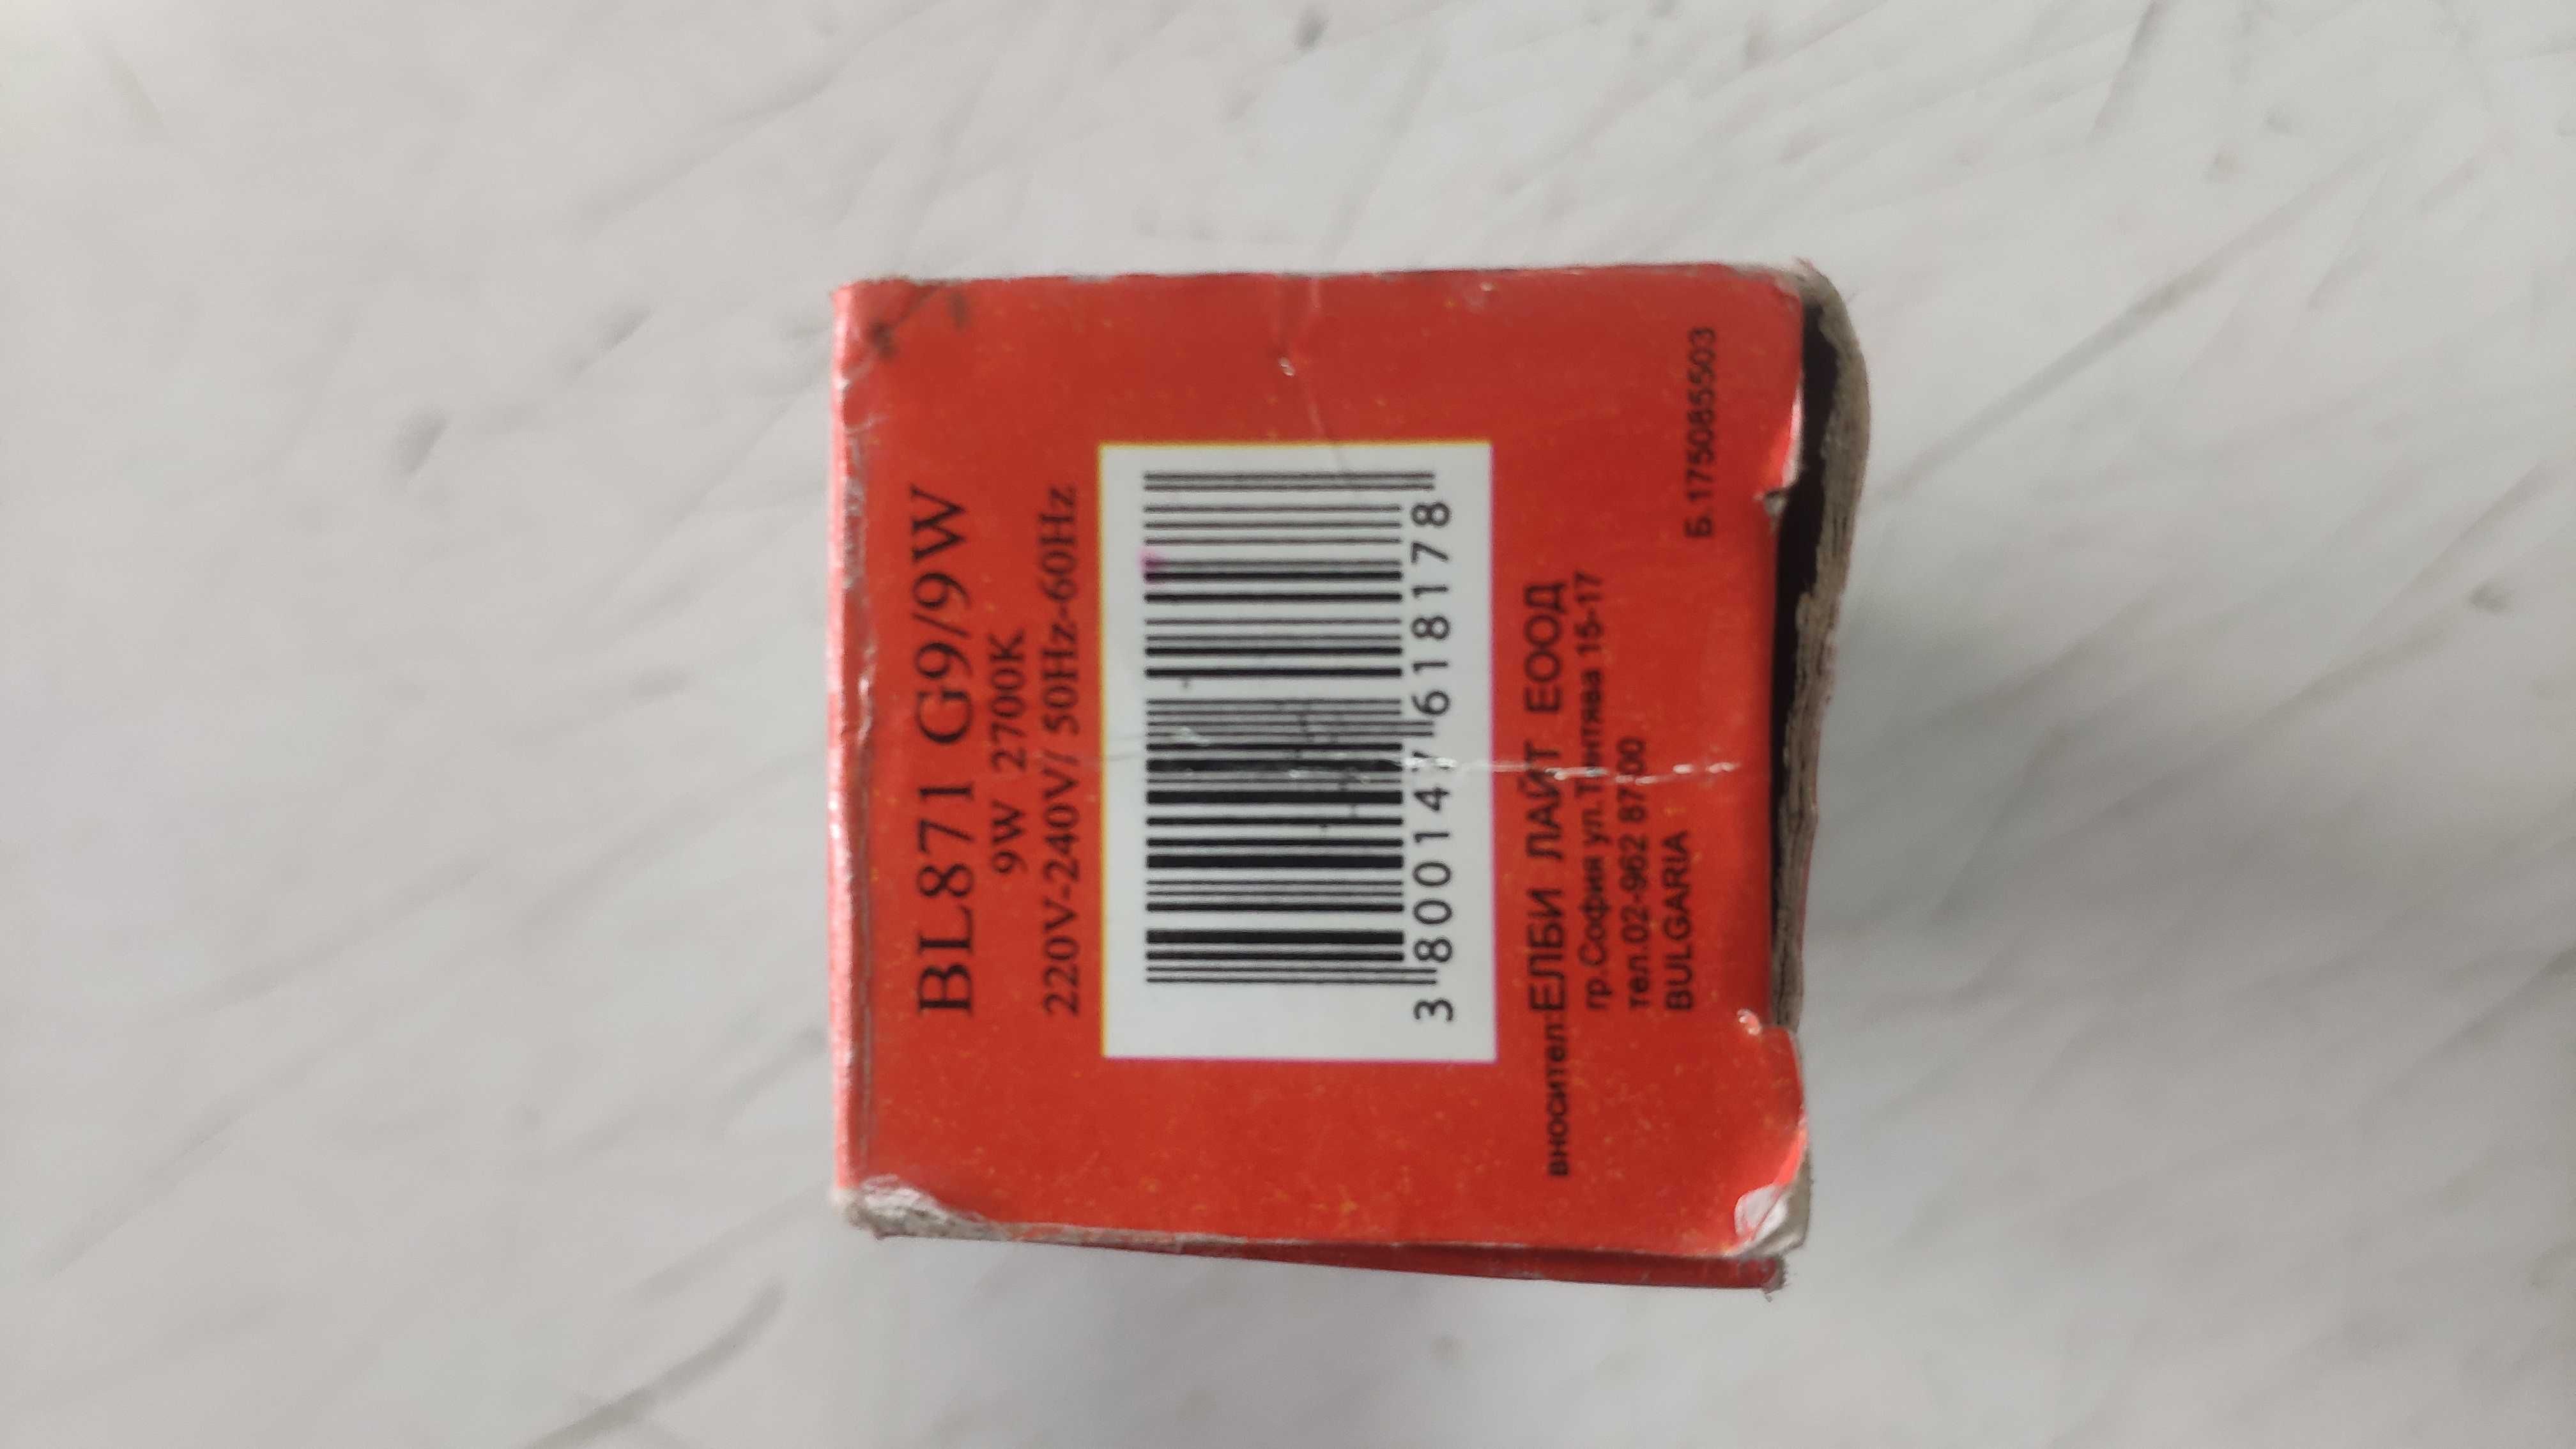 BL871 G9/9W
9W 2700K
220V-240V/ 50Hz-60Hz
3 800147 618178
вносител:ЕЛБИ ЛАЙТ ЕООД
гр.София ул.Тинтява 15-17
тел.02-962 87 00
BULGARIA
Б.1750855503